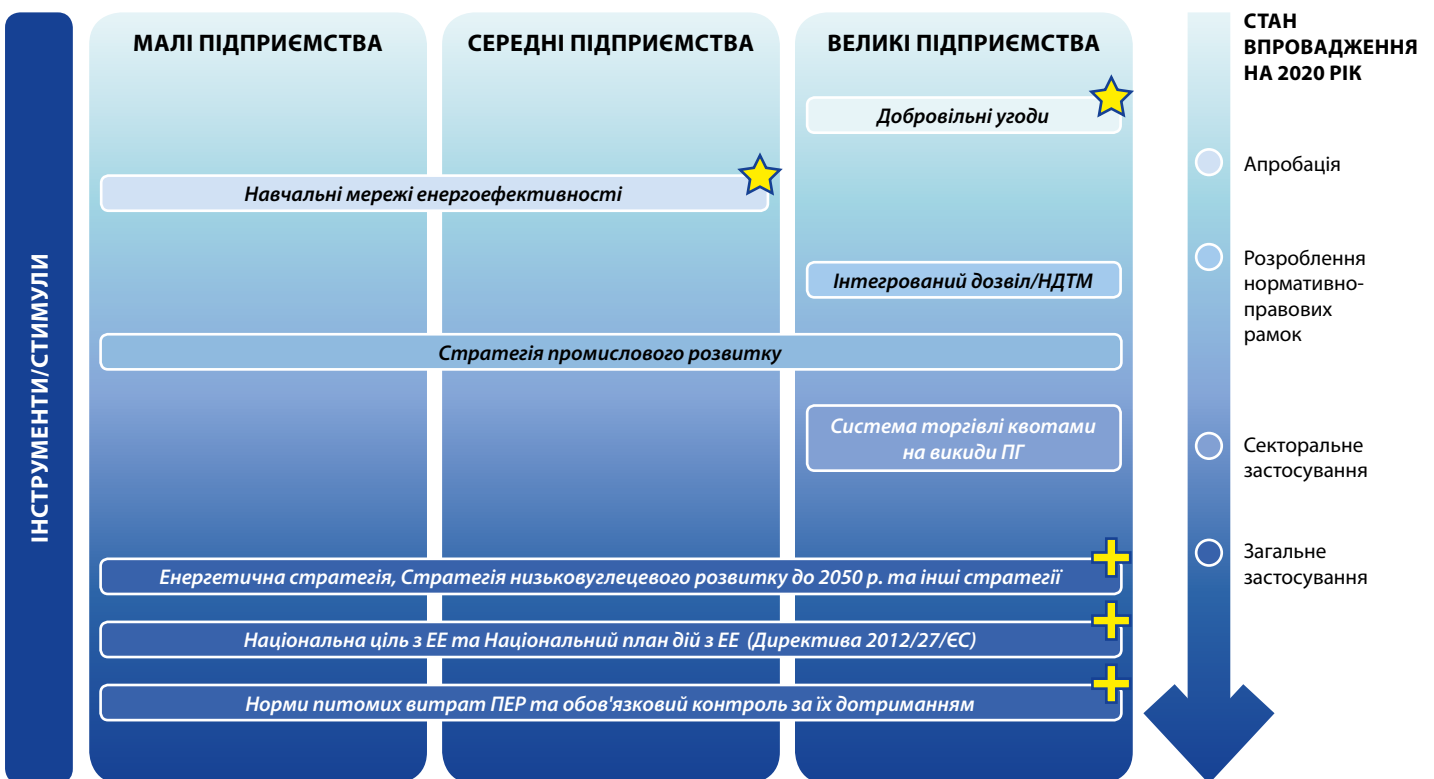 ІНСТРУМЕНТИ/СТИМУЛИ
МАЛІ ПІДПРИЄМСТВА
СЕРЕДНІ ПІДПРИЄМСТВА
ВЕЛИКІ ПІДПРИЄМСТВА
Добровільні угоди
Навчальні мережі енергоефективності
Інтегрований дозвіл/НДТМ
Стратегія промислового розвитку
Система торгівлі квотами
на викиди ПГ
Енергетична стратегія, Стратегія низьковуглецевого розвитку до 2050 р. та інші стратегії
Національна ціль з ЕЕ та Національний план дій з ЕЕ (Директива 2012/27/ЄС)
Норми питомих витрат ПЕР та обов'язковий контроль за їх дотриманням
СТАН
ВПРОВАДЖЕННЯ
НА 2020 РІК
Апробація
Розроблення
нормативно-
правових
рамок
Секторальне
застосування
Загальне
застосування